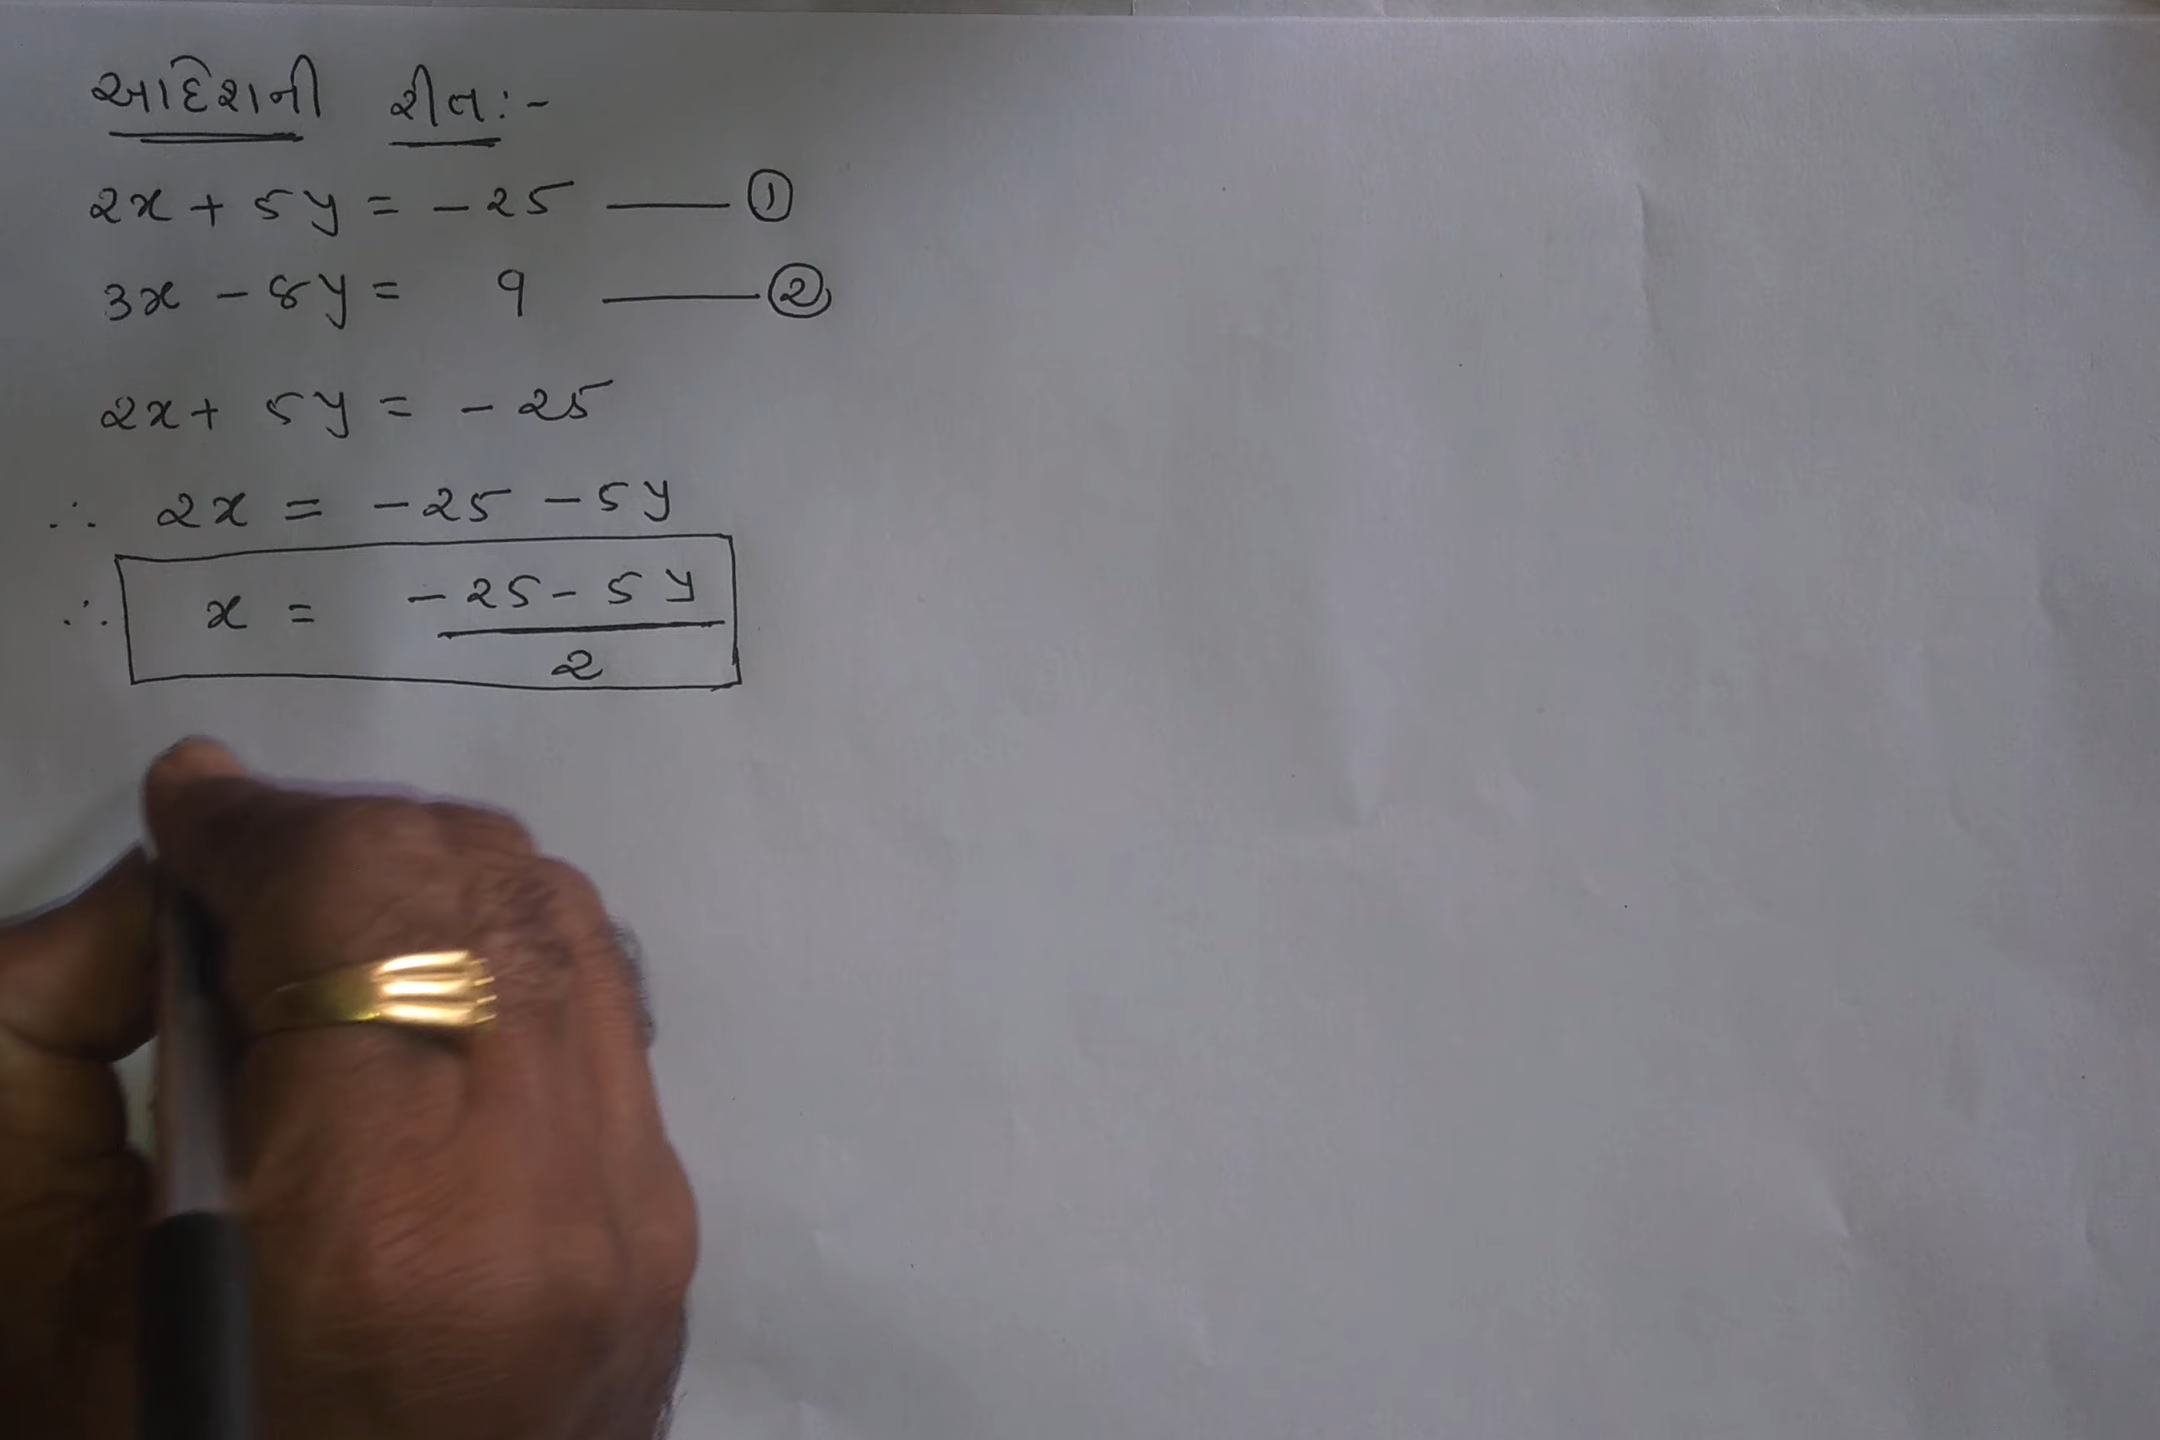 આદેશની રીત :-
2x + 5y = - 25 —— ①
3x - 8y = 9 —— ②
2x + 5y = - 25
∴ 2x = - 25 - 5y
∴ x = - 25 - 5y / 2